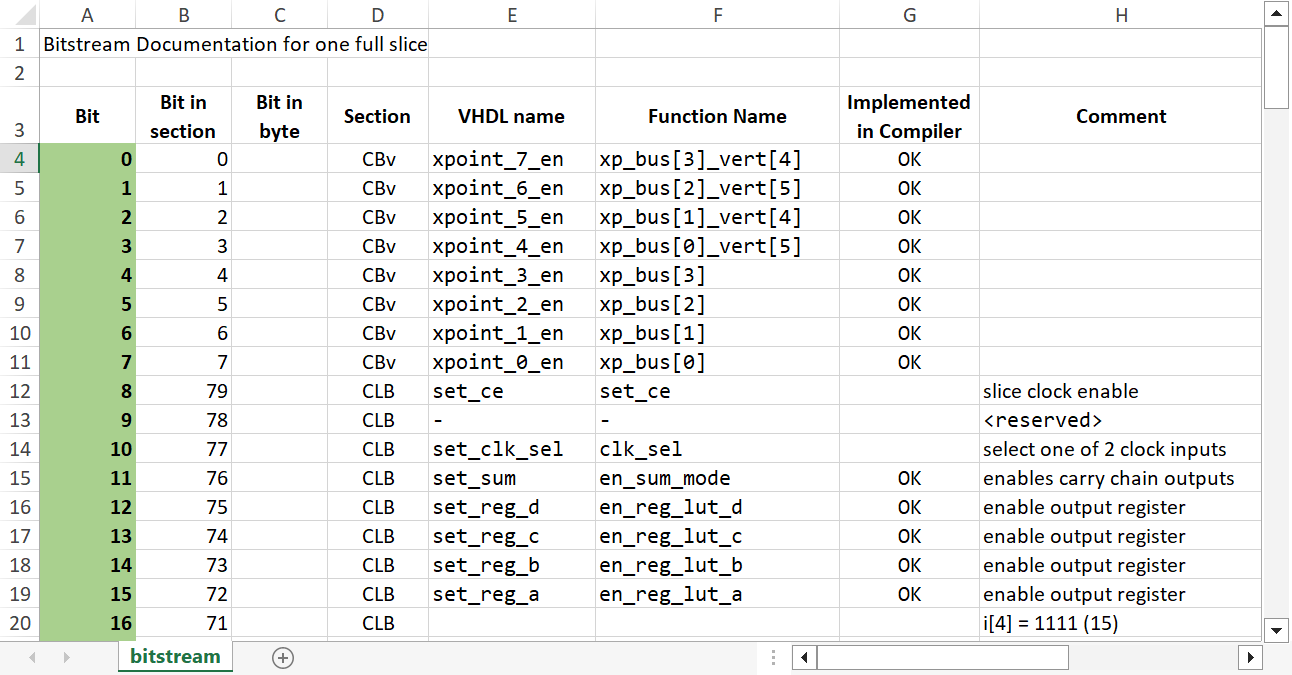 A B C D E F G H
1 Bitstream Documentation for one full slice
2
3 Bit Bit in section Bit in byte Section VHDL name Function Name Implemented in Compiler Comment
4 0 0 CBv xpoint_7_en xp_bus[3]_vert[4] OK
5 1 1 CBv xpoint_6_en xp_bus[2]_vert[5] OK
6 2 2 CBv xpoint_5_en xp_bus[1]_vert[4] OK
7 3 3 CBv xpoint_4_en xp_bus[0]_vert[5] OK
8 4 4 CBv xpoint_3_en xp_bus[3] OK
9 5 5 CBv xpoint_2_en xp_bus[2] OK
10 6 6 CBv xpoint_1_en xp_bus[1] OK
11 7 7 CBv xpoint_0_en xp_bus[0] OK
12 8 79 CLB set_ce set_ce slice clock enable
13 9 78 CLB - - <reserved>
14 10 77 CLB set_clk_sel clk_sel select one of 2 clock inputs
15 11 76 CLB set_sum en_sum_mode OK enables carry chain outputs
16 12 75 CLB set_reg_d en_reg_lut_d OK enable output register
17 13 74 CLB set_reg_c en_reg_lut_c OK enable output register
18 14 73 CLB set_reg_b en_reg_lut_b OK enable output register
19 15 72 CLB set_reg_a en_reg_lut_a OK enable output register
20 16 71 CLB i[4] = 1111 (15)
bitstream